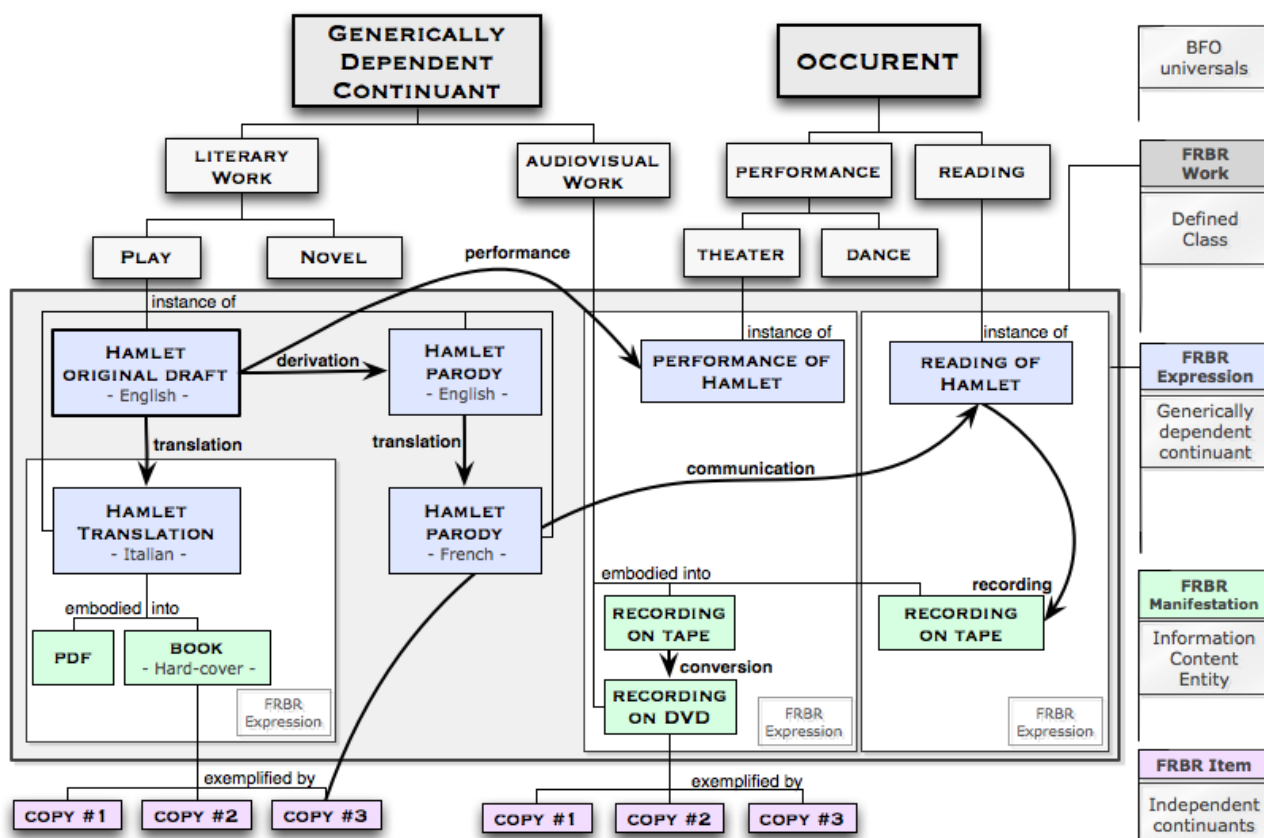 GENERICALLY
DEPENDENT
CONTINUANT
OCCURENT
BFO
universals
LITERARY
WORK
AUDIOVISUAL
WORK
PERFORMANCE
READING
FRBR
Work
Defined
Class
PLAY
NOVEL
performance
THEATER
DANCE
instance of
instance of
instance of
HAMLET
ORIGINAL DRAFT
- English -
derivation
HAMLET
PARODY
- English -
PERFORMANCE OF
HAMLET
READING OF
HAMLET
FRBR
Expression
Generically
dependent
continuant
translation
translation
communication
HAMLET
TRANSLATION
- Italian -
HAMLET
PARODY
- French -
embodied into
embodied into
recording
PDF
BOOK
- Hard-cover -
RECORDING
ON TAPE
RECORDING
ON TAPE
conversion
RECORDING
ON DVD
FRBR
Manifestation
Information
Content
Entity
FRBR
Expression
FRBR
Expression
FRBR
Expression
exemplified by
exemplified by
COPY #1
COPY #2
COPY #3
COPY #1
COPY #2
COPY #3
FRBR Item
Independent
continuants